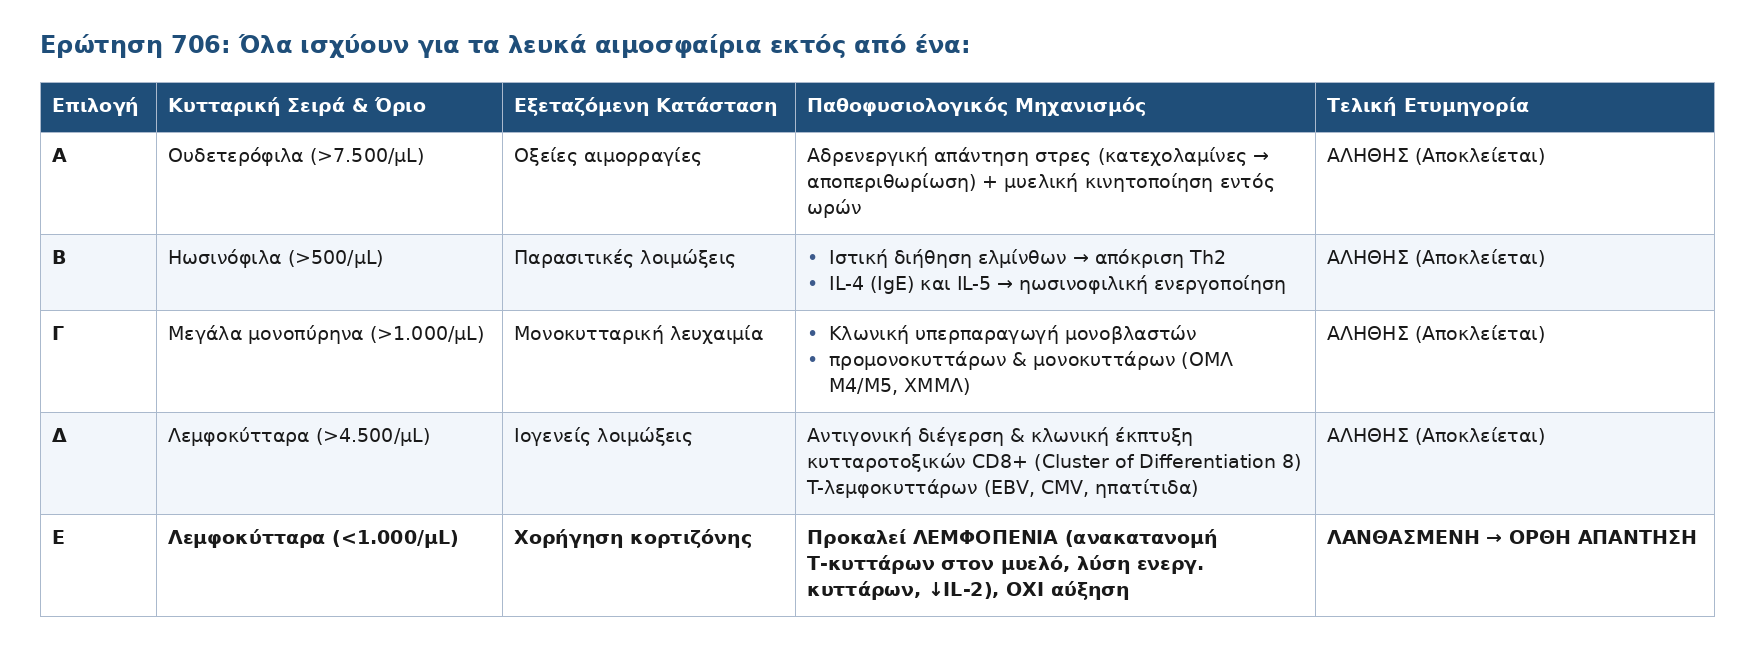 Ερώτηση 706: Όλα ισχύουν για τα λευκά αιμοσφαίρια εκτός από ένα:
Επιλογή Κυτταρική Σειρά & Όριο Εξεταζόμενη Κατάσταση Παθοφυσιολογικός Μηχανισμός Τελική Ετυμηγορία
Α Ουδετερόφιλα (>7.500/μL) Οξείες αιμορραγίες Αδρενεργική απάντηση στρες (κατεχολαμίνες → ΑΛΗΘΗΣ (Αποκλείεται)
αποπεριθωρίωση) + μυελική κινητοποίηση εντός
ωρών
Β Ηωσινόφιλα (>500/μL) Παρασιτικές λοιμώξεις • Ιστική διήθηση ελμίνθων → απόκριση Th2 ΑΛΗΘΗΣ (Αποκλείεται)
• IL-4 (IgE) και IL-5 → ηωσινοφιλική ενεργοποίηση
Γ Μεγάλα μονοπύρηνα (>1.000/μL) Μονοκυτταρική λευχαιμία • Κλωνική υπερπαραγωγή μονοβλαστών ΑΛΗΘΗΣ (Αποκλείεται)
• προμονοκυττάρων & μονοκυττάρων (ΟΜΛ
M4/M5, ΧΜΜΛ)
Δ Λεμφοκύτταρα (>4.500/μL) Ιογενείς λοιμώξεις Αντιγονική διέγερση & κλωνική έκπτυξη ΑΛΗΘΗΣ (Αποκλείεται)
κυτταροτοξικών CD8+ (Cluster of Differentiation 8)
Τ-λεμφοκυττάρων (EBV, CMV, ηπατίτιδα)
Ε Λεμφοκύτταρα (<1.000/μL) Χορήγηση κορτιζόνης Προκαλεί ΛΕΜΦΟΠΕΝΙΑ (ανακατανομή ΛΑΝΘΑΣΜΕΝΗ → ΟΡΘΗ ΑΠΑΝΤΗΣΗ
Τ-κυττάρων στον μυελό, λύση ενεργ.
κυττάρων, ↓IL-2), ΟΧΙ αύξηση